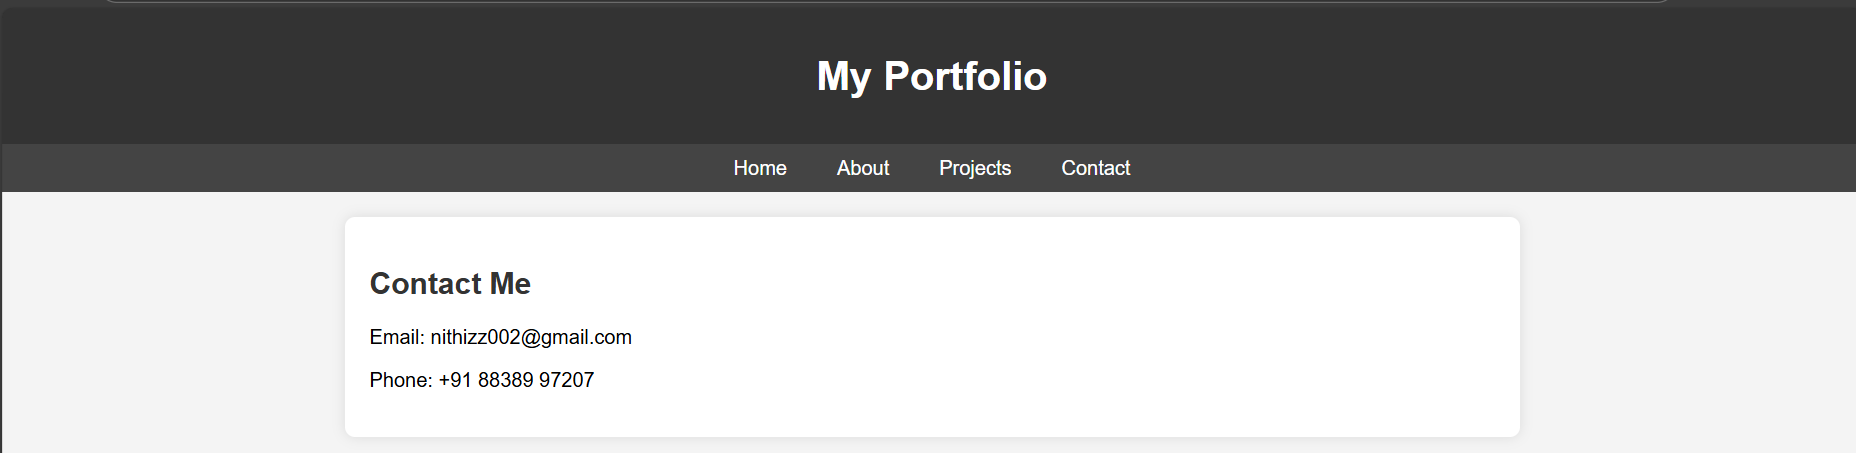 My Portfolio
Home About Projects Contact
Contact Me
Email: nithizz002@gmail.com
Phone: +91 88389 97207